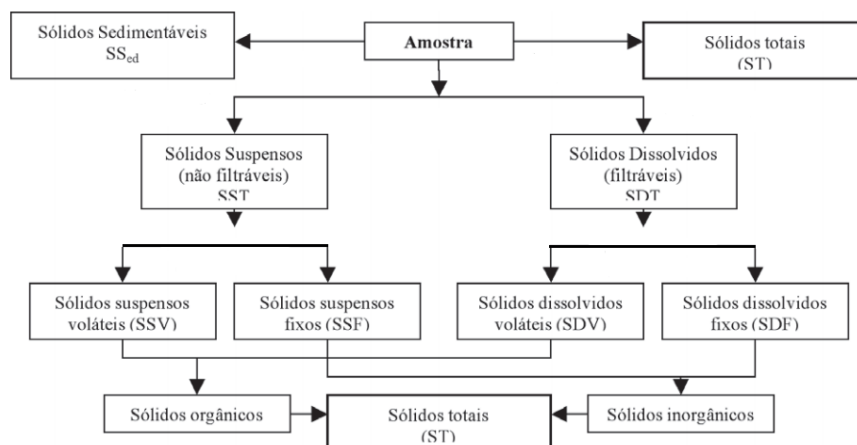 Sólidos Sedimentáveis
SSed
Amostra
Sólidos totais
(ST)
Sólidos Suspensos
(não filtráveis)
SST
Sólidos Dissolvidos
(filtráveis)
SDT
Sólidos suspensos
voláteis (SSV)
Sólidos suspensos
fixos (SSF)
Sólidos dissolvidos
voláteis (SDV)
Sólidos dissolvidos
fixos (SDF)
Sólidos orgânicos
Sólidos totais
(ST)
Sólidos inorgânicos